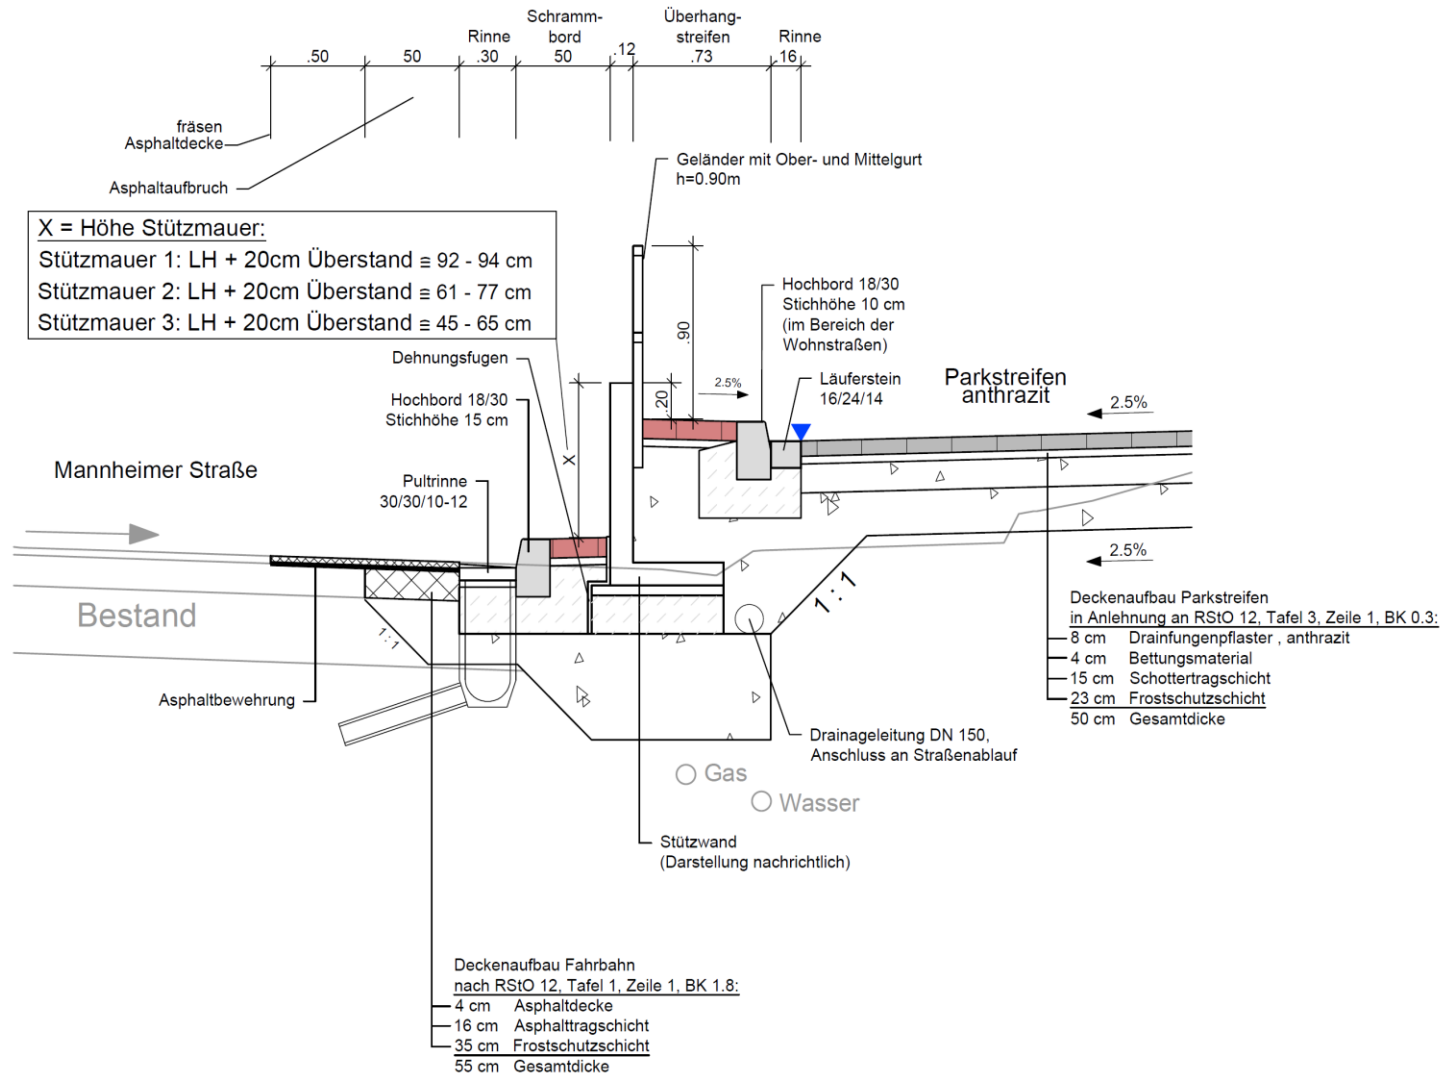 Schramm-
bord
Überhang-
streifen
Rinne
Rinne
.50
50
.30
50
.12
.73
16
fräsen
Asphaltdecke
Asphaltaufbruch
Geländer mit Ober- und Mittelgurt
h=0.90m
X = Höhe Stützmauer:
Stützmauer 1: LH + 20cm Überstand ≅ 92 - 94 cm
Stützmauer 2: LH + 20cm Überstand ≅ 61 - 77 cm
Stützmauer 3: LH + 20cm Überstand ≅ 45 - 65 cm
Hochbord 18/30
Stichhöhe 10 cm
(im Bereich der
Wohnstraßen)
.90
Dehnungsfugen
Hochbord 18/30
Stichhöhe 15 cm
.20
2.5%
Läuferstein
16/24/14
Parkstreifen
anthrazit
2.5%
X
Mannheimer Straße
Pultrinne
30/30/10-12
2.5%
1:1
Bestand
1:1
Deckenaufbau Parkstreifen
in Anlehnung an RStO 12, Tafel 3, Zeile 1, BK 0.3:
8 cm Drainfungenpflaster , anthrazit
4 cm Bettungsmaterial
15 cm Schottertragschicht
23 cm Frostschutzschicht
50 cm Gesamtdicke
Asphaltbewehrung
Drainageleitung DN 150,
Anschluss an Straßenablauf
Gas
Wasser
Stützwand
(Darstellung nachrichtlich)
Deckenaufbau Fahrbahn
nach RStO 12, Tafel 1, Zeile 1, BK 1.8:
4 cm Asphaltdecke
16 cm Asphalttragschicht
35 cm Frostschutzschicht
55 cm Gesamtdicke